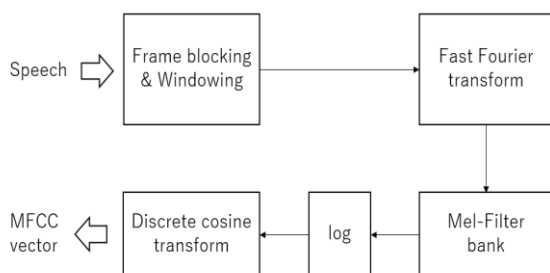 Speech
Frame blocking
& Windowing
Fast Fourier
transform
MFCC
vector
Discrete cosine
transform
log
Mel-Filter
bank